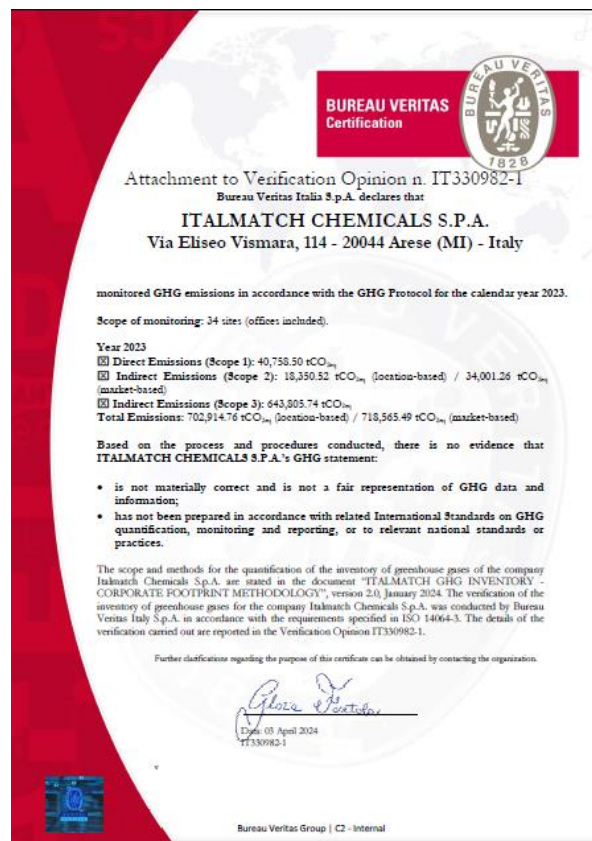 BUREAU VERITAS
Certification
BUREAU VERITAS
1828
Attachment to Verification Opinion n. IT330982-1
Bureau Veritas Italia S.p.A. declares that
ITALMATCH CHEMICALS S.P.A.
Via Eliseo Vismara, 114 - 20044 Arese (MI) - Italy
monitored GHG emissions in accordance with the GHG Protocol for the calendar year 2023.
Scope of monitoring: 34 sites (offices included).
Year 2023
☒ Direct Emissions (Scope 1): 40,758.50 tCO₂eq
☒ Indirect Emissions (Scope 2): 18,350.52 tCO₂eq (location-based) / 34,001.26 tCO₂eq
(market-based)
☒ Indirect Emissions (Scope 3): 643,805.74 tCO₂eq
Total Emissions: 702,914.76 tCO₂eq (location-based) / 718,565.49 tCO₂eq (market-based)
Based on the process and procedures conducted, there is no evidence that
ITALMATCH CHEMICALS S.P.A.'s GHG statement:
• is not materially correct and is not a fair representation of GHG data and
information;
• has not been prepared in accordance with related International Standards on GHG
quantification, monitoring and reporting, or to relevant national standards or
practices.
The scope and methods for the quantification of the inventory of greenhouse gases of the company
Italmatch Chemicals S.p.A. are stated in the document "ITALMATCH GHG INVENTORY -
CORPORATE FOOTPRINT METHODOLOGY", version 2.0, January 2024. The verification of the
inventory of greenhouse gases for the company Italmatch Chemicals S.p.A. was conducted by Bureau
Veritas Italy S.p.A. in accordance with the requirements specified in ISO 14064-3. The details of the
verification carried out are reported in the Verification Opinion IT330982-1.
Further clarifications regarding the purpose of this certificate can be obtained by contacting the organization.
Data: 03 April 2024
IT330982-1
Bureau Veritas Group | C2 - Internal